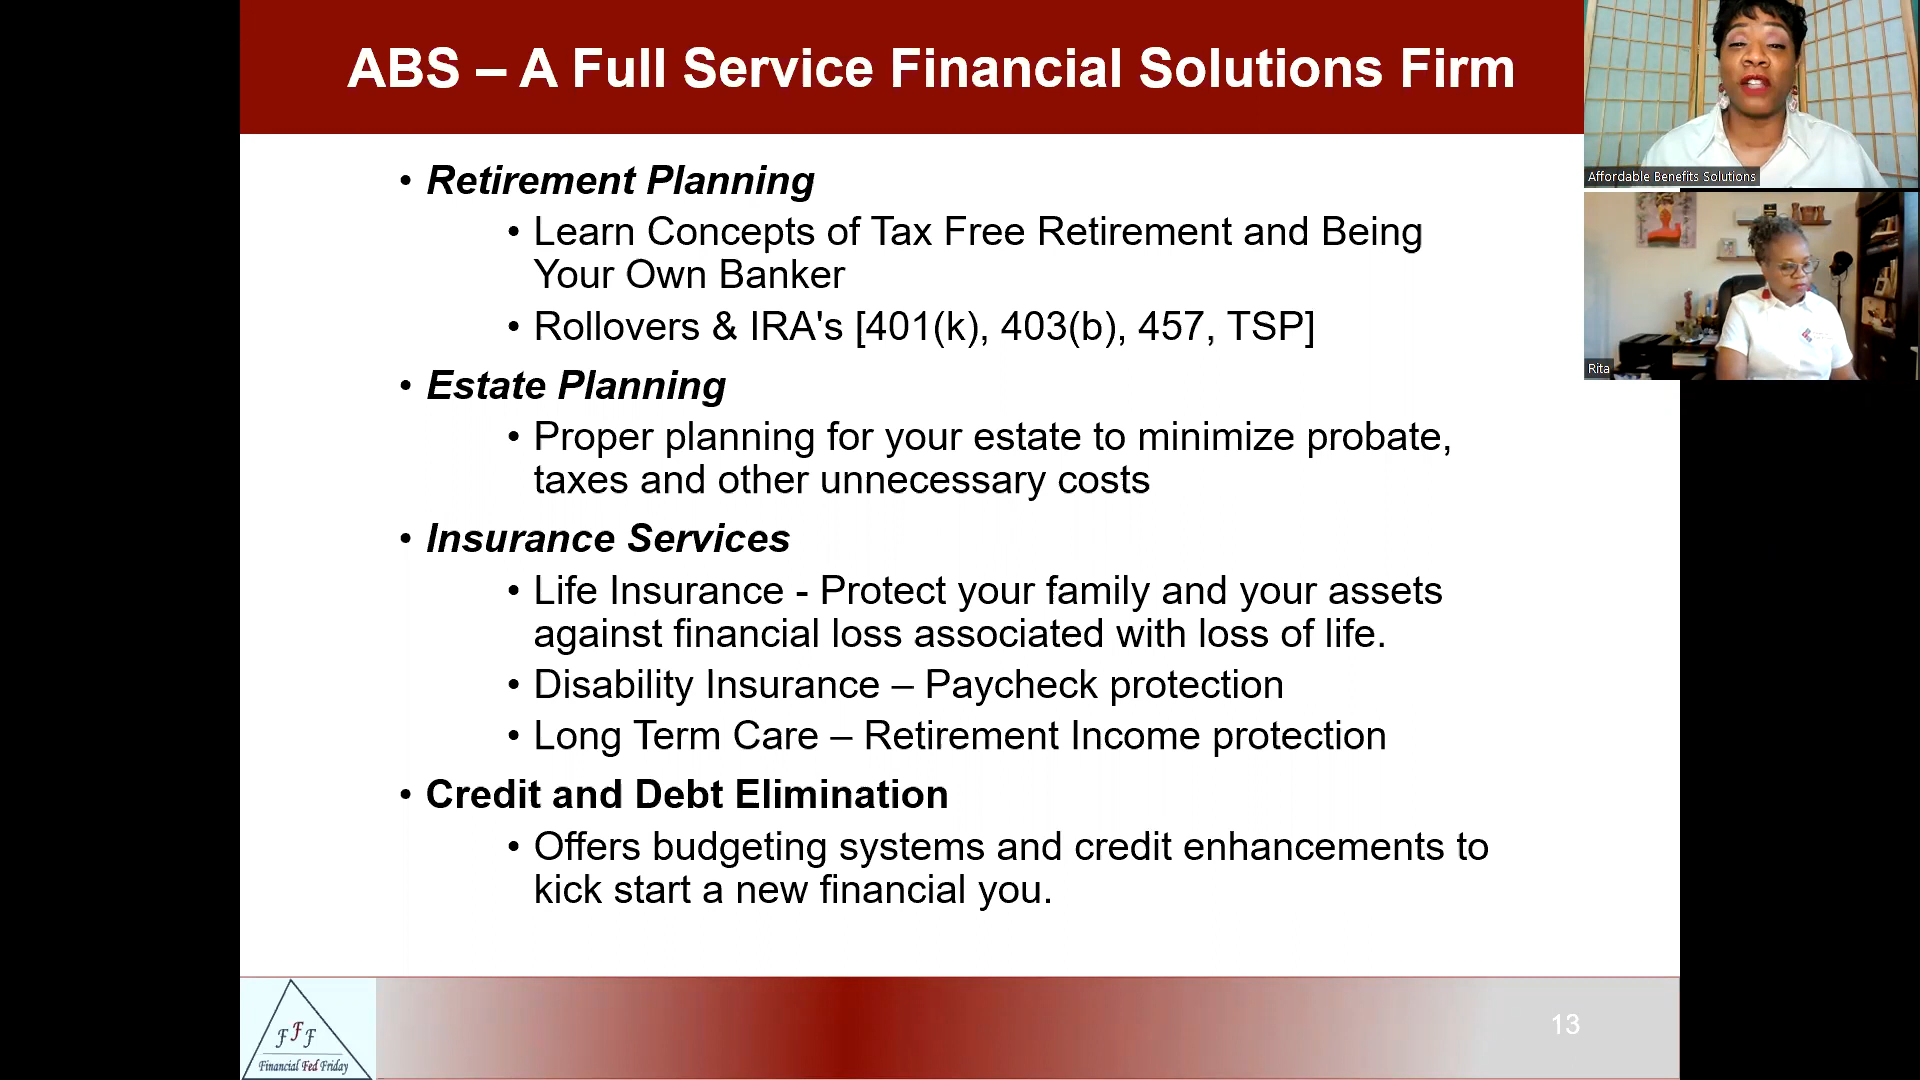 ABS – A Full Service Financial Solutions Firm
• Retirement Planning
• Learn Concepts of Tax Free Retirement and Being
Your Own Banker
• Rollovers & IRA's [401(k), 403(b), 457, TSP]
• Estate Planning
• Proper planning for your estate to minimize probate,
taxes and other unnecessary costs
• Insurance Services
• Life Insurance - Protect your family and your assets
against financial loss associated with loss of life.
• Disability Insurance – Paycheck protection
• Long Term Care – Retirement Income protection
• Credit and Debt Elimination
• Offers budgeting systems and credit enhancements to
kick start a new financial you.
Affordable Benefits Solutions
Rita
F F F
Financial Fed Friday
13